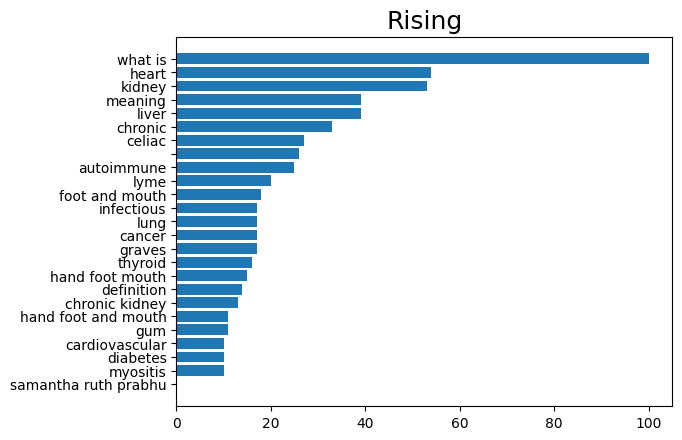 Rising
what is
heart
kidney
meaning
liver
chronic
celiac
autoimmune
lyme
foot and mouth
infectious
lung
cancer
graves
thyroid
hand foot mouth
definition
chronic kidney
hand foot and mouth
gum
cardiovascular
diabetes
myositis
samantha ruth prabhu
0 20 40 60 80 100